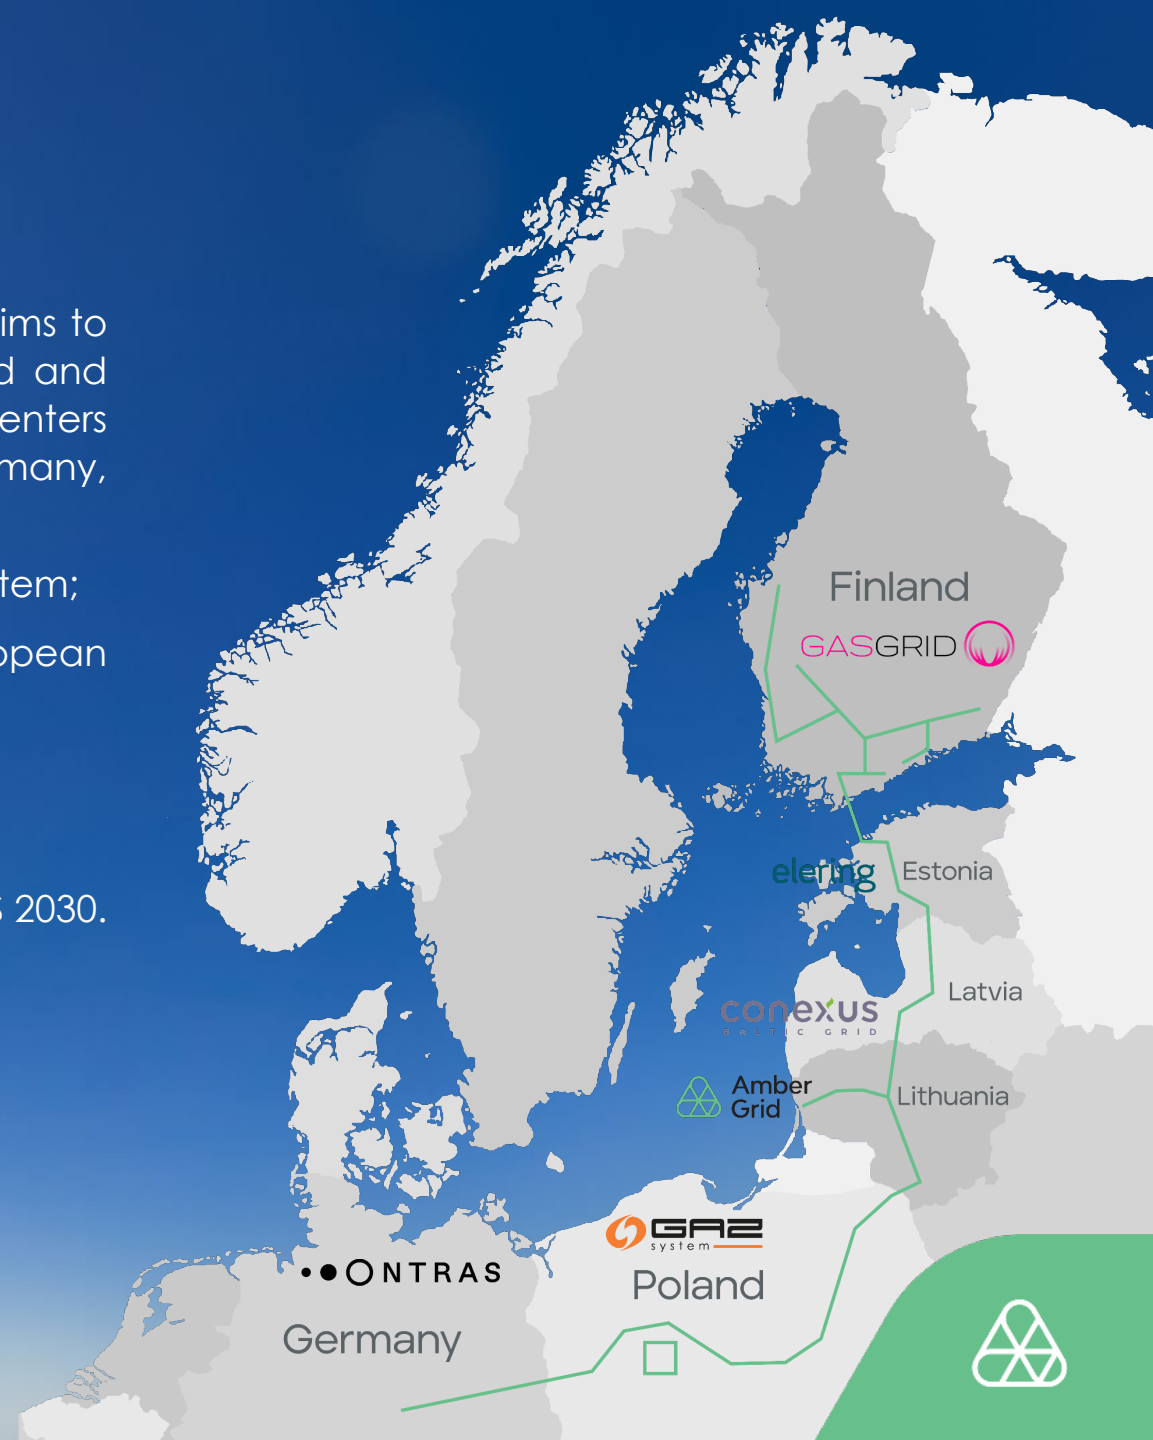 ims to
d and
enters
many,
tem;
opean
S 2030.
Finland
GASGRID
elering
Estonia
Latvia
conexus
BALTIC GRID
Amber
Grid
Lithuania
GAZ
system
Poland
ONTRAS
Germany